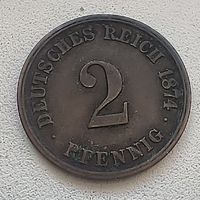 DEUTSCHES REICH 1874.
2
PFENNIG.